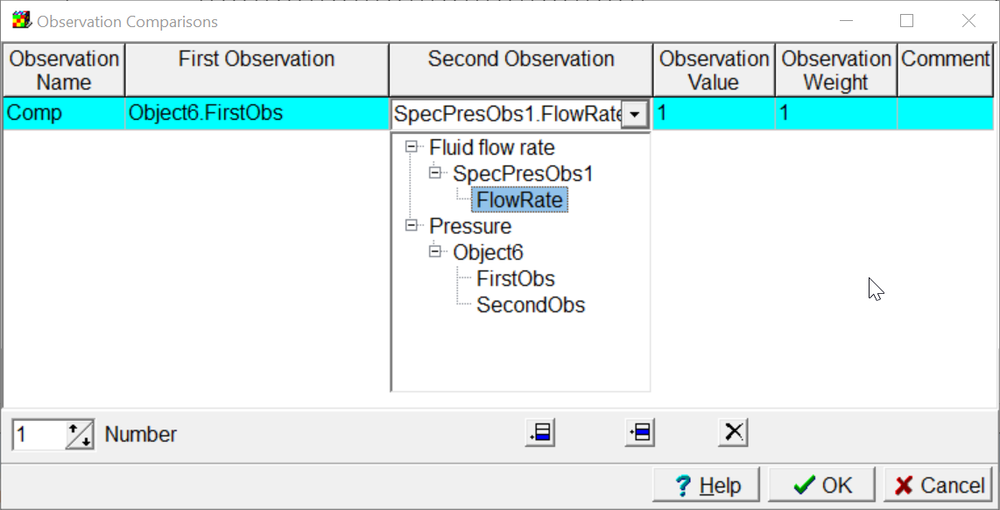 Observation Comparisons
Observation Name First Observation Second Observation Observation Value Observation Weight Comment
Comp Object6.FirstObs SpecPresObs1.FlowRate 1 1
Fluid flow rate
SpecPresObs1
FlowRate
Pressure
Object6
FirstObs
SecondObs
1 Number
? Help OK Cancel